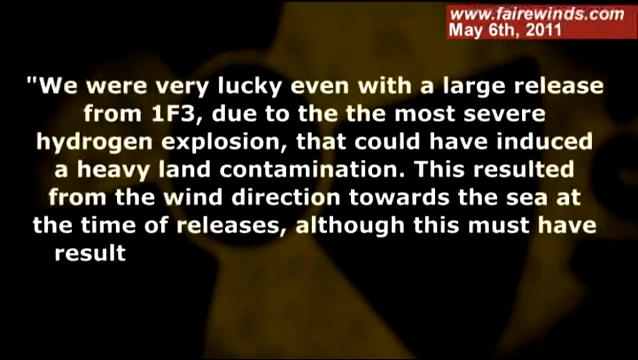 www.fairewinds.com
May 6th, 2011
"We were very lucky even with a large release
from 1F3, due to the the most severe
hydrogen explosion, that could have induced
a heavy land contamination. This resulted
from the wind direction towards the sea at
the time of releases, although this must have
result